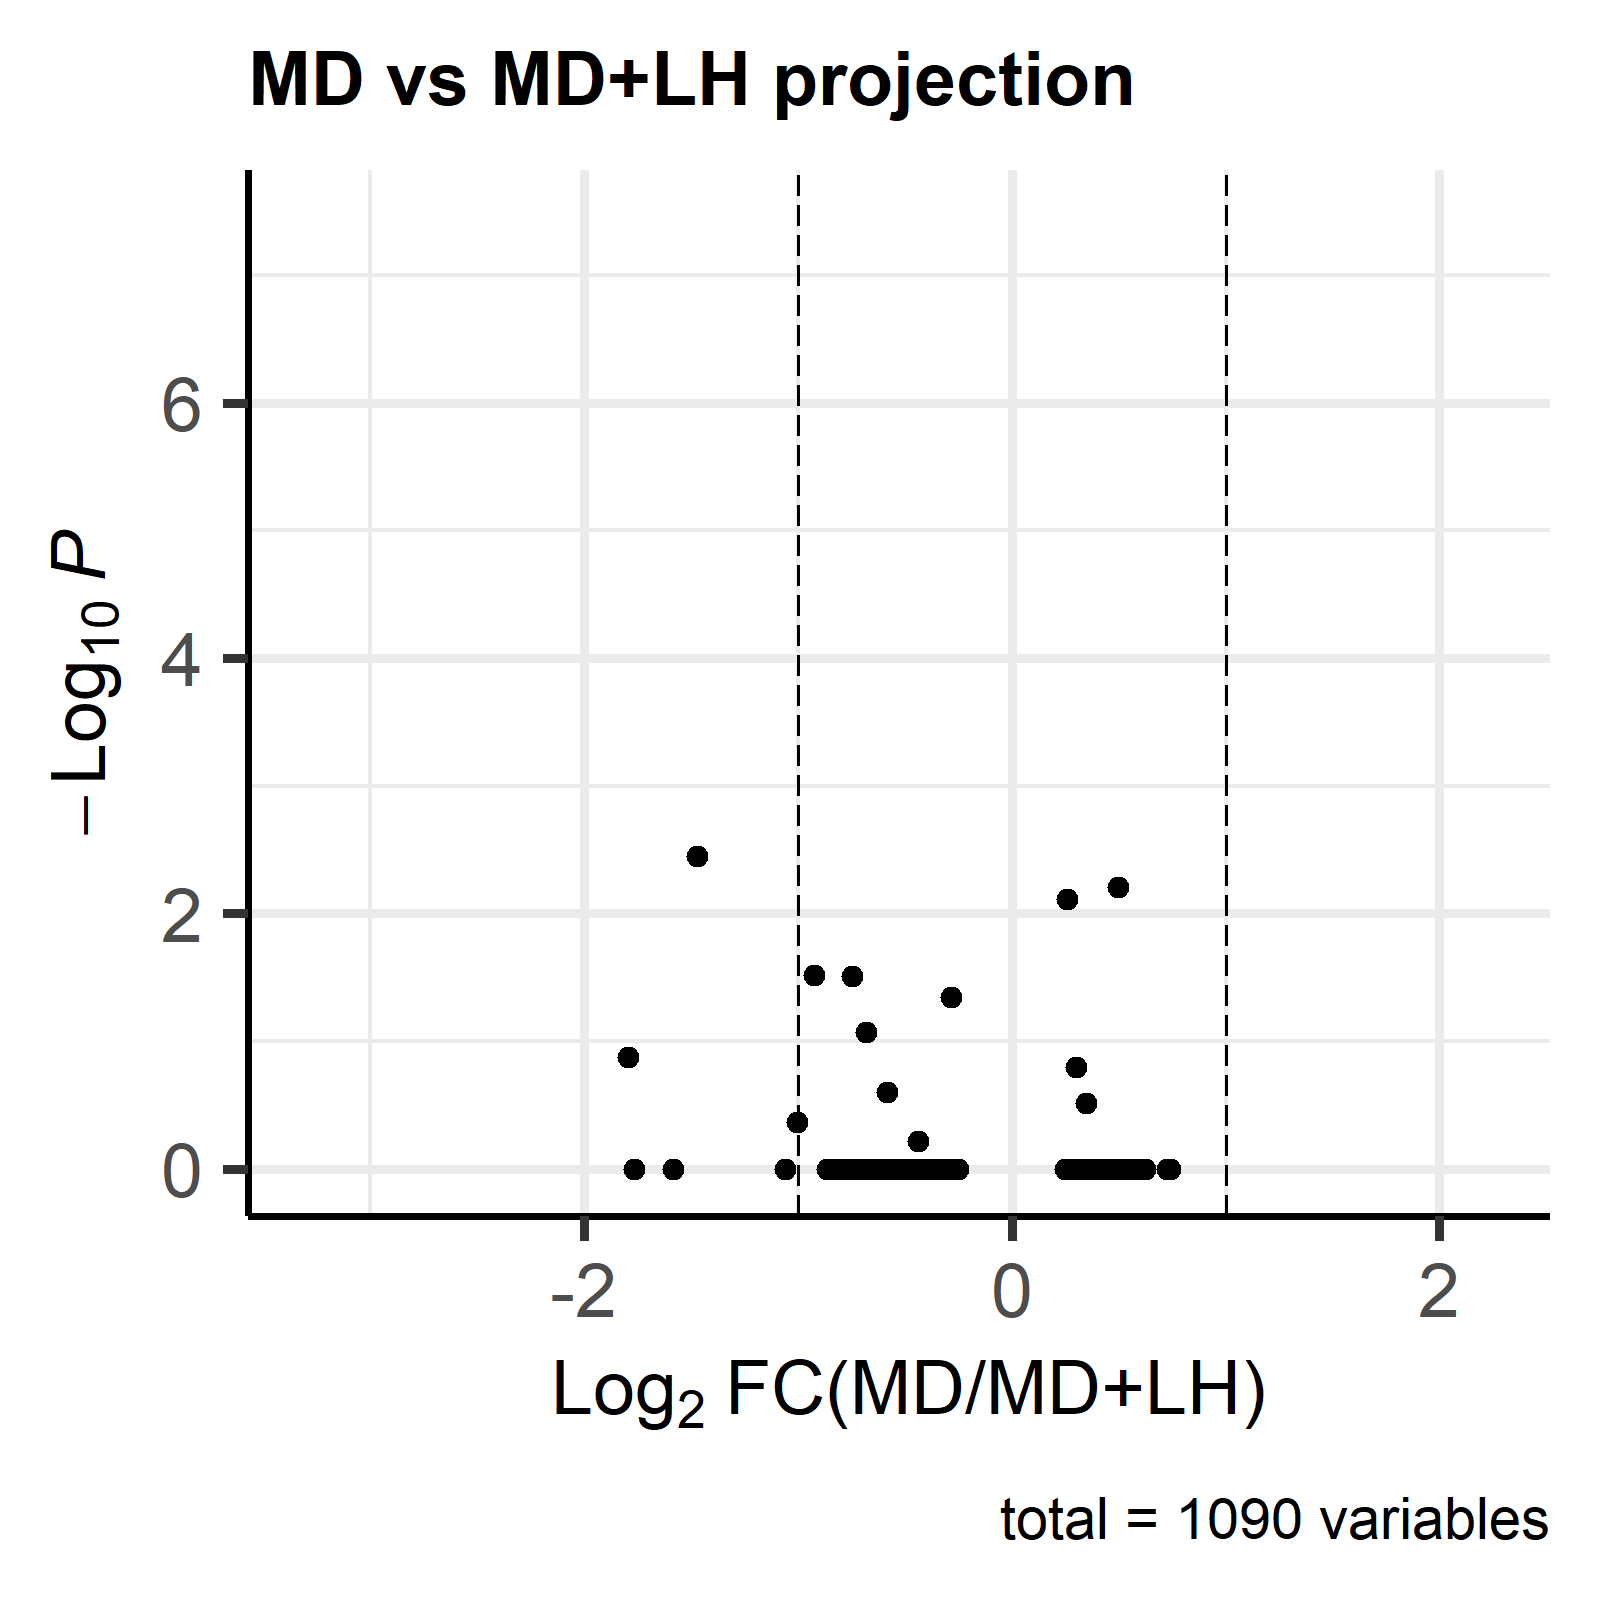 MD vs MD+LH projection
−Log₁₀ P
6
4
2
0
-2 0 2
Log₂ FC(MD/MD+LH)
total = 1090 variables